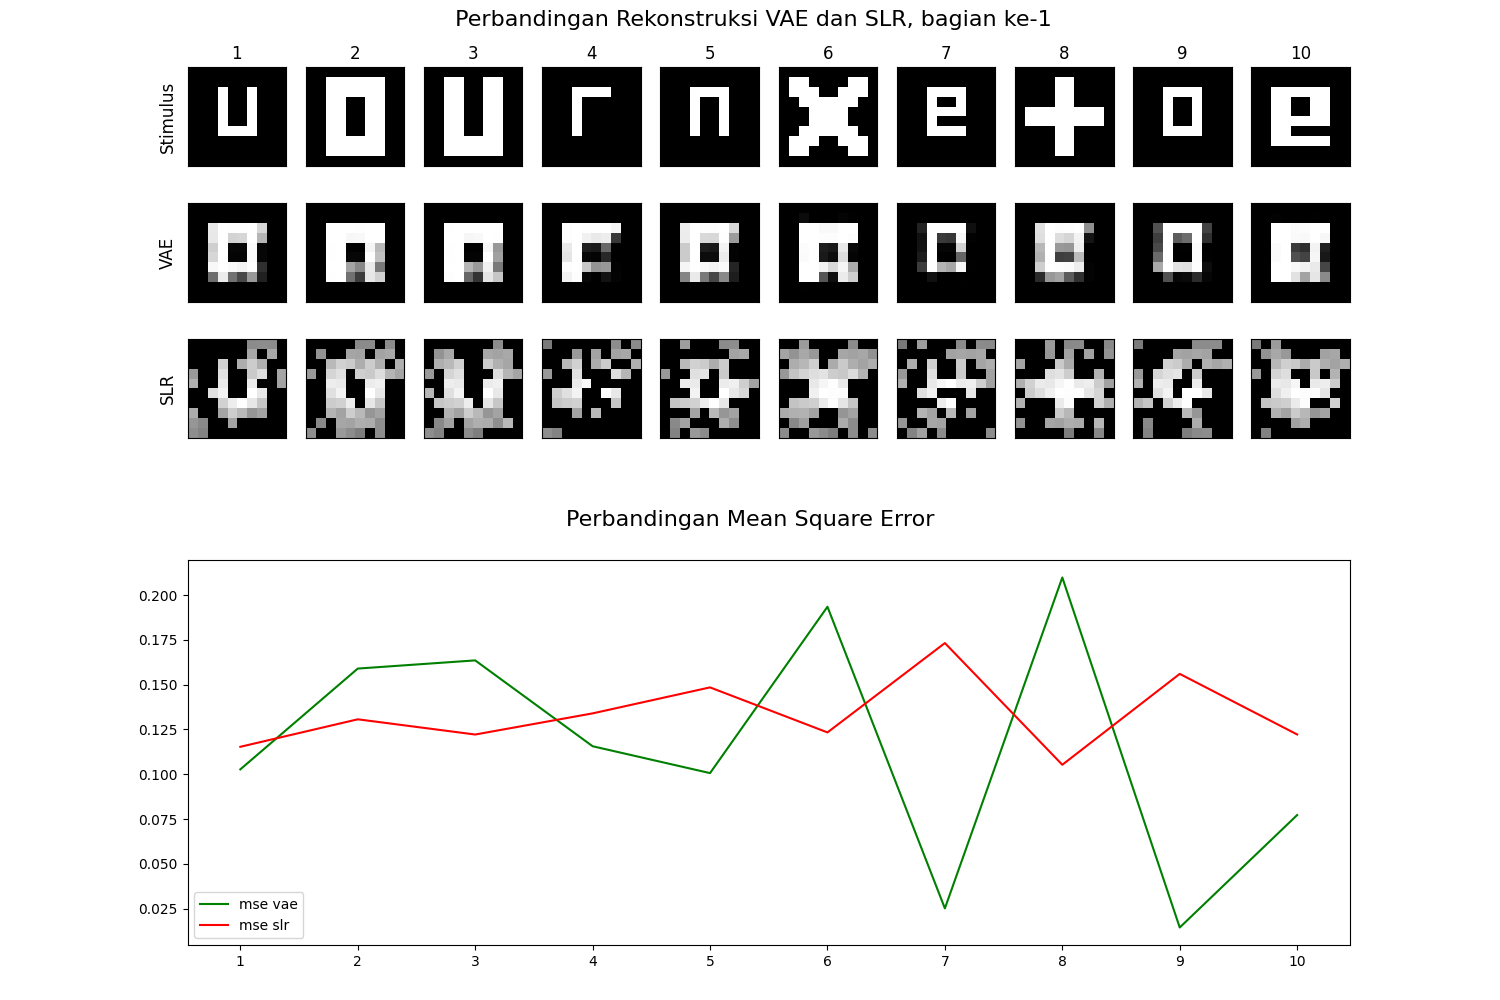 Perbandingan Rekonstruksi VAE dan SLR, bagian ke-1
1 2 3 4 5 6 7 8 9 10
Stimulus
VAE
SLR
Perbandingan Mean Square Error
0.200
0.175
0.150
0.125
0.100
0.075
0.050
0.025
mse vae
mse slr
1 2 3 4 5 6 7 8 9 10